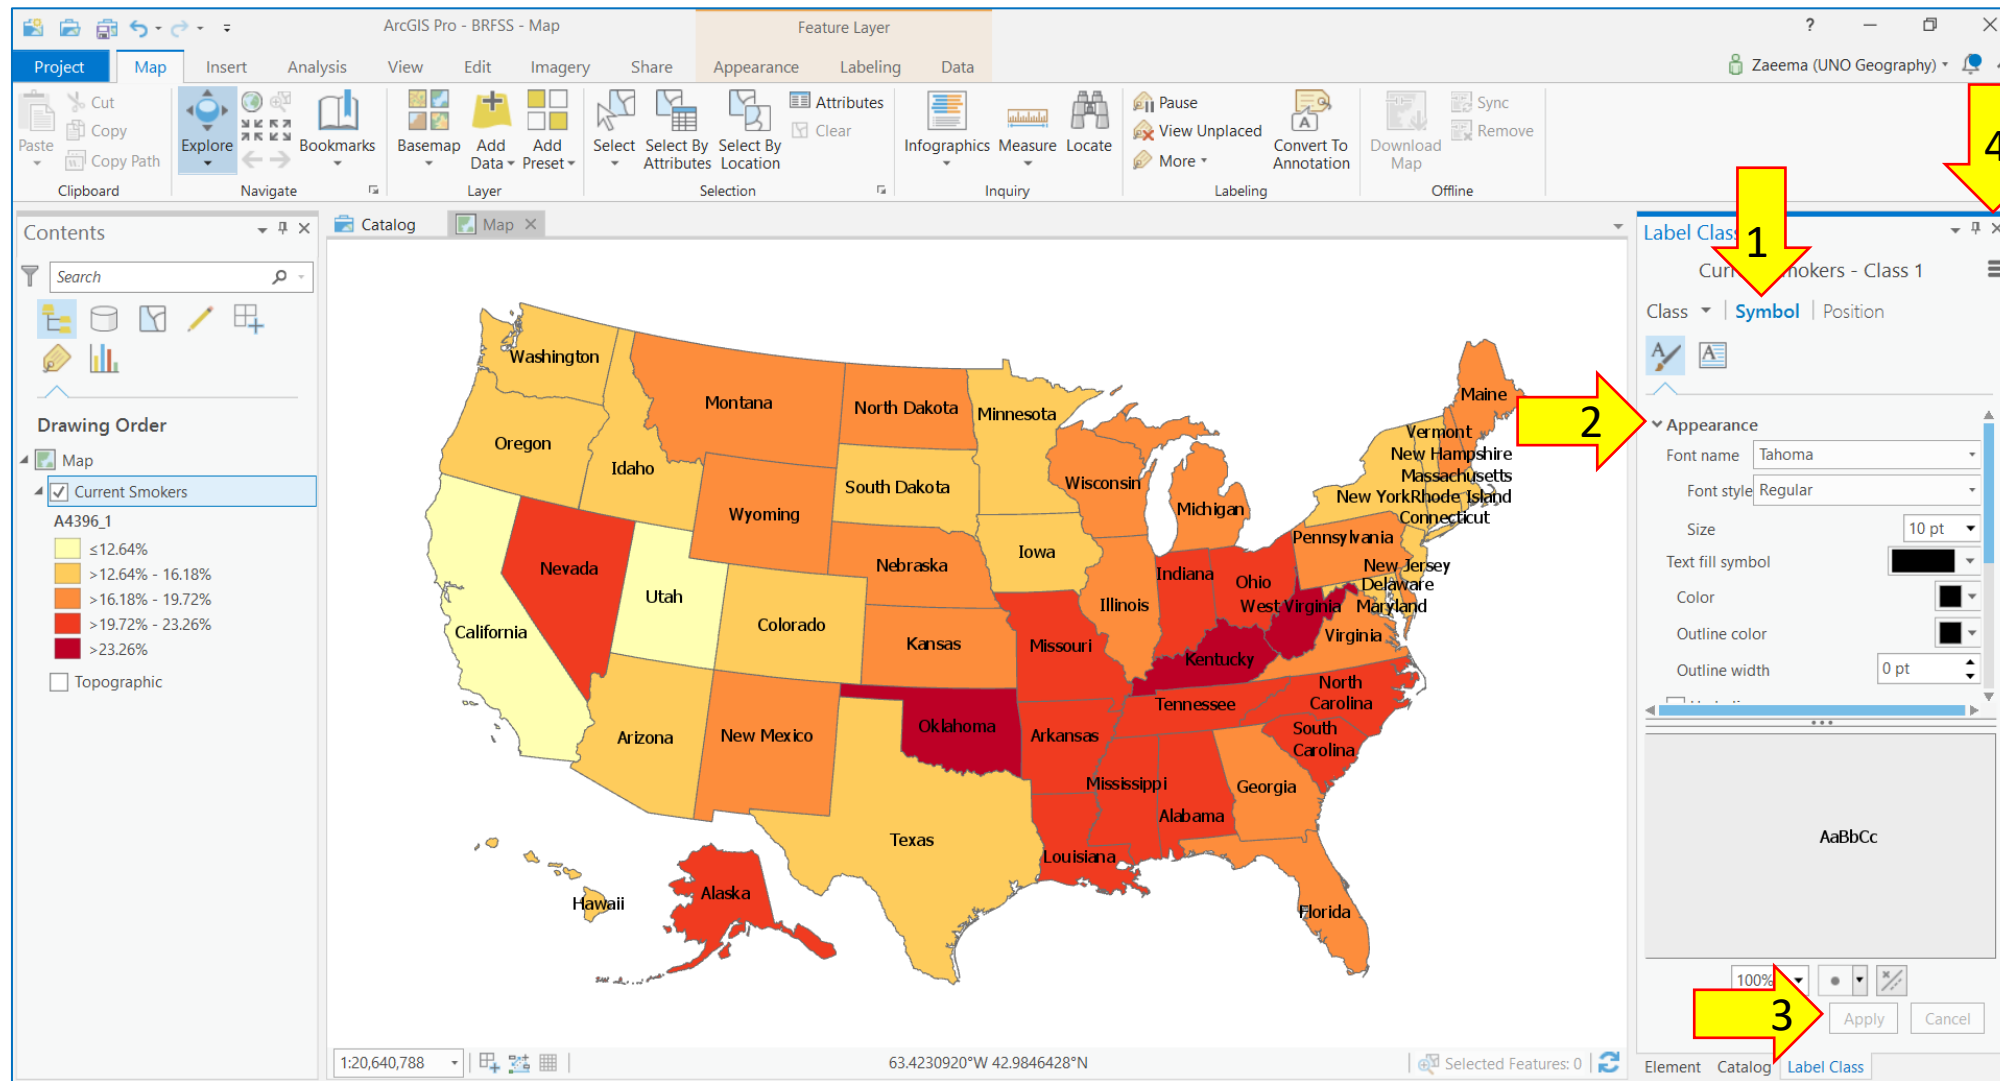 ArcGIS Pro - BRFSS - Map
Feature Layer
?
Project Map Insert Analysis View Edit Imagery Share Appearance Labeling Data
Zaeema (UNO Geography)
Paste
Cut
Copy
Copy Path
Clipboard
Explore
Bookmarks
Navigate
Basemap
Add Data
Add Preset
Layer
Select
Select By Attributes
Select By Location
Attributes
Clear
Selection
Infographics
Measure
Locate
Inquiry
Pause
View Unplaced
More
Convert To Annotation
Labeling
Download Map
Sync
Remove
Offline
4
Contents
Search
Drawing Order
Map
Current Smokers
A4396_1
≤12.64%
>12.64% - 16.18%
>16.18% - 19.72%
>19.72% - 23.26%
>23.26%
Topographic
Catalog
Map
Washington
Montana
North Dakota
Minnesota
Maine
Oregon
Idaho
Vermont
New Hampshire
Massachusetts
South Dakota
Wisconsin
New York
Rhode Island
Michigan
Connecticut
Wyoming
Pennsylvania
Iowa
Nevada
Nebraska
New Jersey
Indiana
Ohio
Delaware
Utah
Illinois
West Virginia
Maryland
California
Colorado
Virginia
Kansas
Missouri
Kentucky
North Carolina
Tennessee
Oklahoma
Arizona
New Mexico
Arkansas
South Carolina
Mississippi
Georgia
Alabama
Texas
Louisiana
Alaska
Hawaii
Florida
1:20,640,788
63.4230920°W 42.9846428°N
Selected Features: 0
Label Class
1
Current Smokers - Class 1
Class
Symbol
Position
2
Appearance
Font name Tahoma
Font style Regular
Size 10 pt
Text fill symbol
Color
Outline color
Outline width 0 pt
AaBbCc
100%
3
Apply
Cancel
Element
Catalog
Label Class